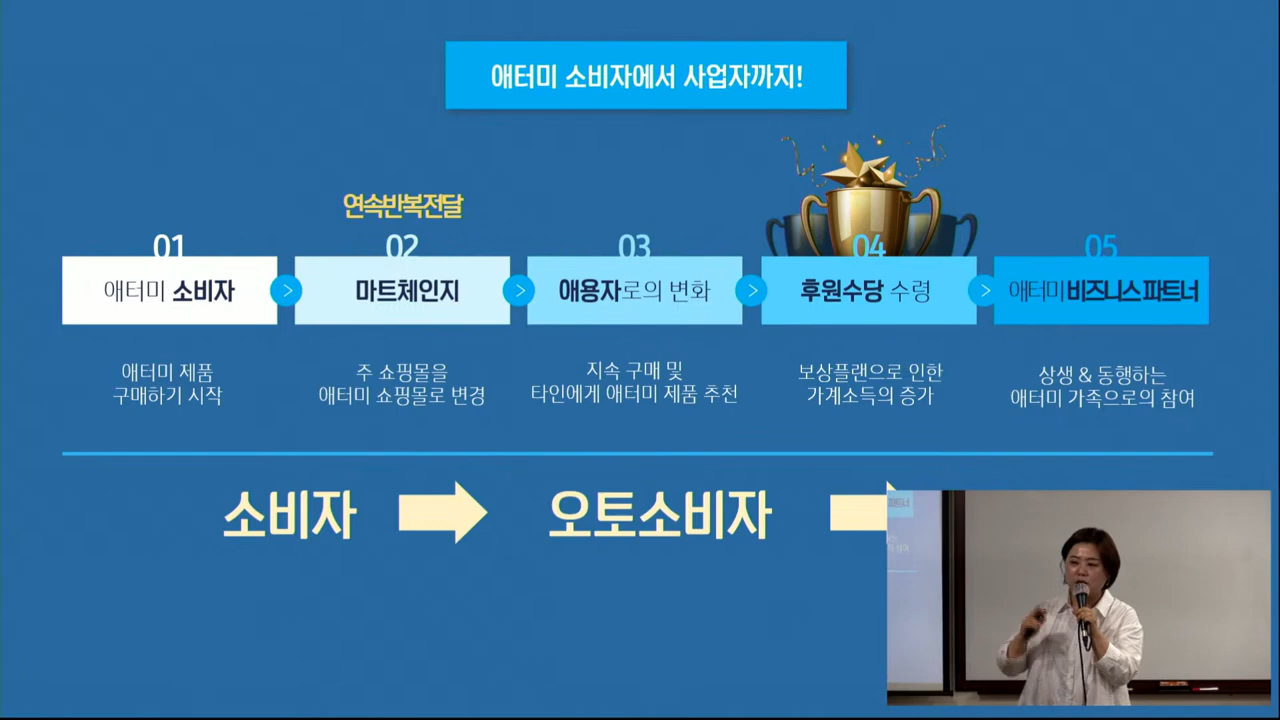 애터미 소비자에서 사업자까지!
연속반복전달
01
02
03
04
05
애터미 소비자
마트체인지
애용자로의 변화
후원수당 수령
애터미 비즈니스 파트너
애터미 제품
구매하기 시작
주 쇼핑몰을
애터미 쇼핑몰로 변경
지속 구매 및
타인에게 애터미 제품 추천
보상플랜으로 인한
가계소득의 증가
상생 & 동행하는
애터미 가족으로의 참여
소비자
오토소비자